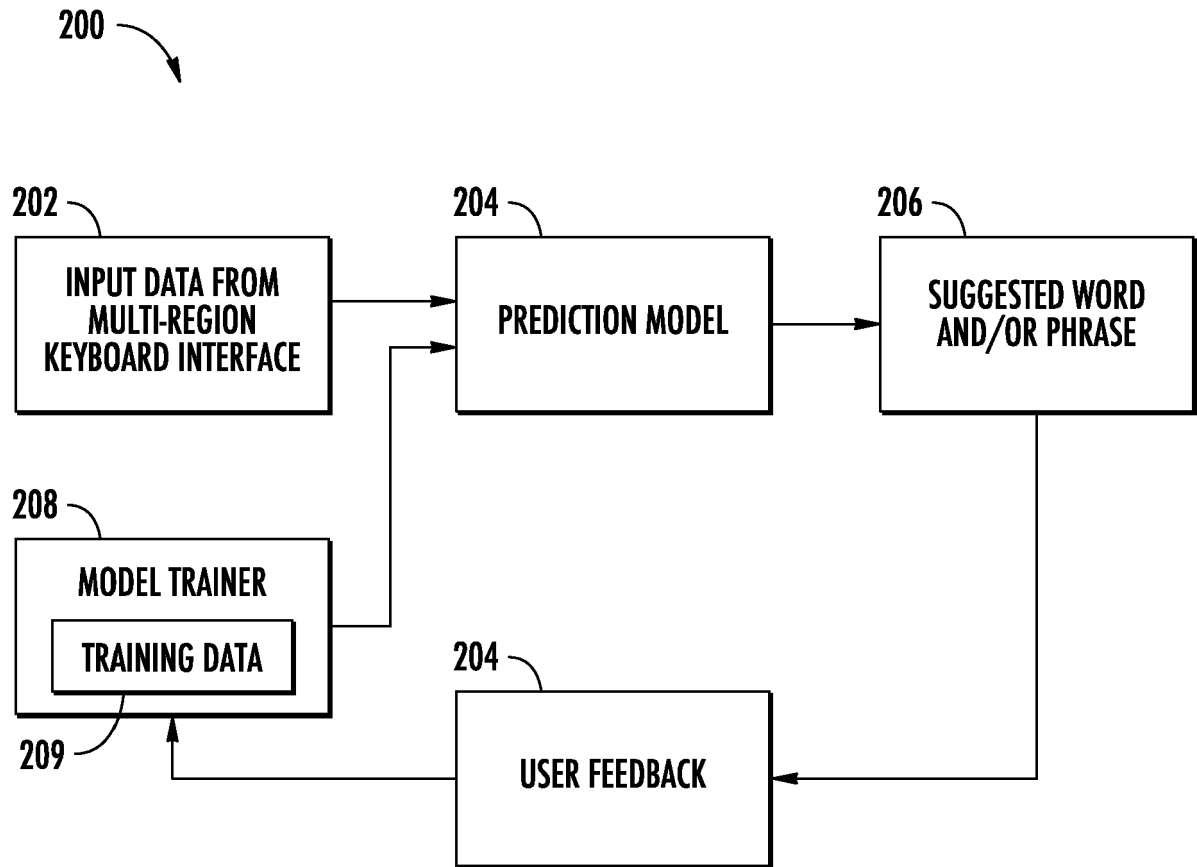 200
202
INPUT DATA FROM
MULTI-REGION
KEYBOARD INTERFACE
204
PREDICTION MODEL
206
SUGGESTED WORD
AND/OR PHRASE
208
MODEL TRAINER
TRAINING DATA
209
204
USER FEEDBACK